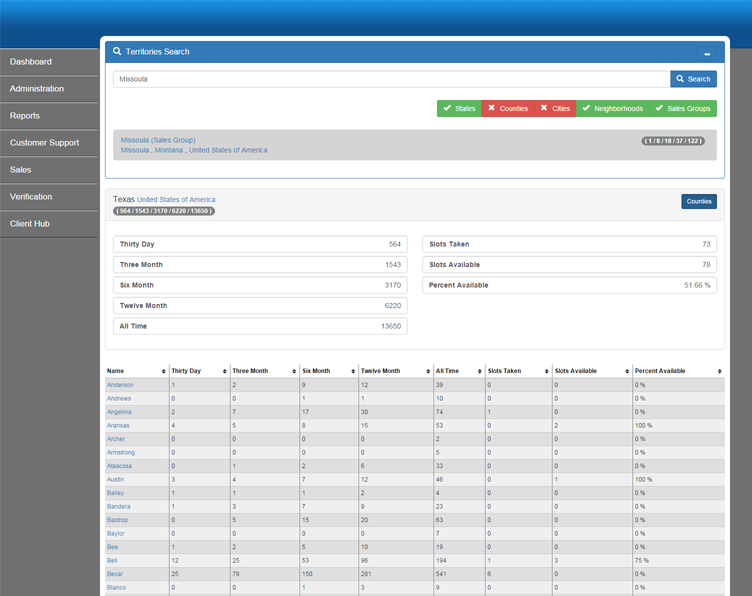 Territories Search
Missoula
Search
States Counties Cities Neighborhoods Sales Groups
Missoula (Sales Group)
( 1 / 8 / 18 / 37 / 122 )
Missoula , Montana , United States of America
Dashboard
Administration
Reports
Customer Support
Sales
Verification
Client Hub
Texas United States of America
( 564 / 1543 / 3170 / 6220 / 13650 )
Counties
Thirty Day 564
Three Month 1543
Six Month 3170
Twelve Month 6220
All Time 13650
Slots Taken 73
Slots Available 78
Percent Available 51.66 %
Name Thirty Day Three Month Six Month Twelve Month All Time Slots Taken Slots Available Percent Available
Anderson 1 2 9 12 39 0 0 0 %
Andrews 0 0 1 1 10 0 0 0 %
Angelina 2 7 17 30 74 1 0 0 %
Aransas 4 5 8 15 53 0 2 100 %
Archer 0 0 0 0 2 0 0 0 %
Armstrong 0 0 0 0 5 0 0 0 %
Atascosa 0 1 2 6 33 0 0 0 %
Austin 3 4 7 12 46 0 1 100 %
Bailey 1 1 1 2 4 0 0 0 %
Bandera 1 3 7 9 23 0 0 0 %
Bastrop 0 5 15 20 63 0 0 0 %
Baylor 0 0 0 0 7 0 0 0 %
Bee 1 2 5 10 19 0 0 0 %
Bell 12 25 53 96 194 1 3 75 %
Bexar 25 78 150 281 541 6 0 0 %
Blanco 0 0 1 3 9 0 0 0 %